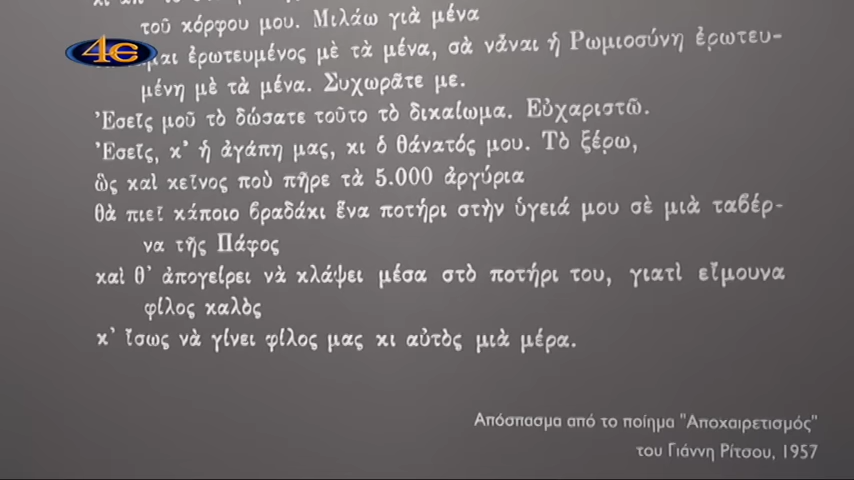 τοῦ κόρφου μου. Μιλάω γιὰ μένα
4Ε
ἐρωτευμένος μὲ τὰ μένα, σὰ νἆναι ἡ Ρωμιοσύνη ἐρωτευ-
μένη μὲ τὰ μένα. Συχωρᾶτε με.
Ἐσεῖς μοῦ τὸ δώσατε τοῦτο τὸ δικαίωμα. Εὐχαριστῶ.
Ἐσεῖς, κ' ἡ ἀγάπη μας, κι ὁ θάνατός μου. Τὸ ξέρω,
ὣς καὶ κεῖνος ποὺ πῆρε τὰ 5.000 ἀργύρια
θὰ πιεῖ κάποιο βραδάκι ἕνα ποτήρι στὴν ὑγειά μου σὲ μιὰ ταβέρ-
να τῆς Πάφος
καὶ θ' ἀπογείρει νὰ κλάψει μέσα στὸ ποτήρι του, γιατὶ εἴμουνα
φίλος καλὸς
κ' ἴσως νὰ γίνει φίλος μας κι αὐτὸς μιὰ μέρα.
Απόσπασμα από το ποίημα "Αποχαιρετισμός"
του Γιάννη Ρίτσου, 1957